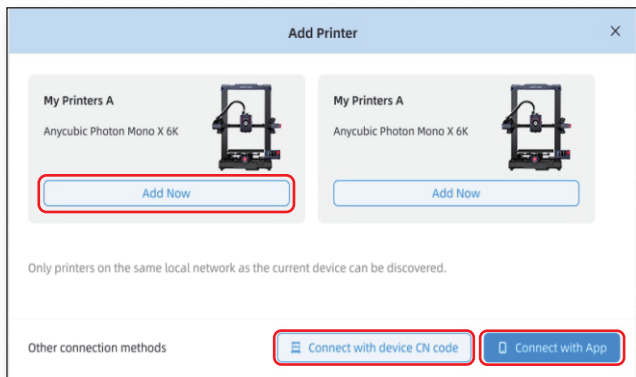 Add Printer
My Printers A
Anycubic Photon Mono X 6K
Add Now
My Printers A
Anycubic Photon Mono X 6K
Add Now
Only printers on the same local network as the current device can be discovered.
Other connection methods
Connect with device CN code
Connect with App